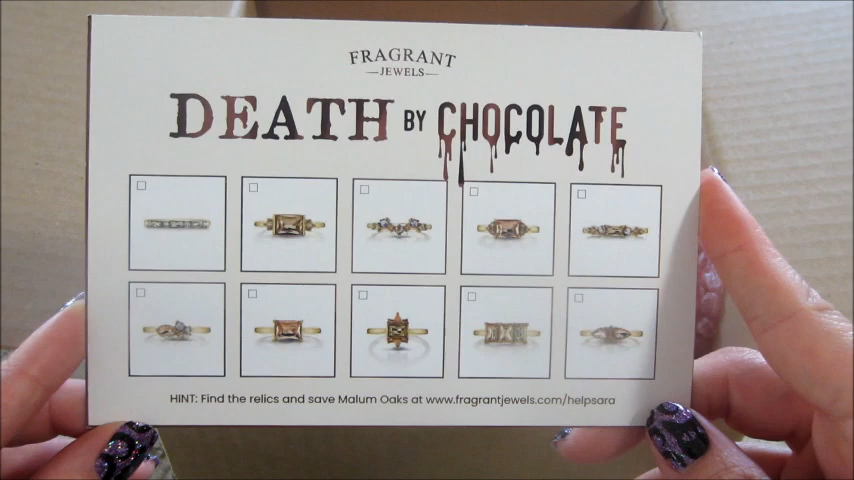 FRAGRANT
JEWELS
DEATH BY CHOCOLATE
HINT: Find the relics and save Malum Oaks at www.fragrantjewels.com/helpsara